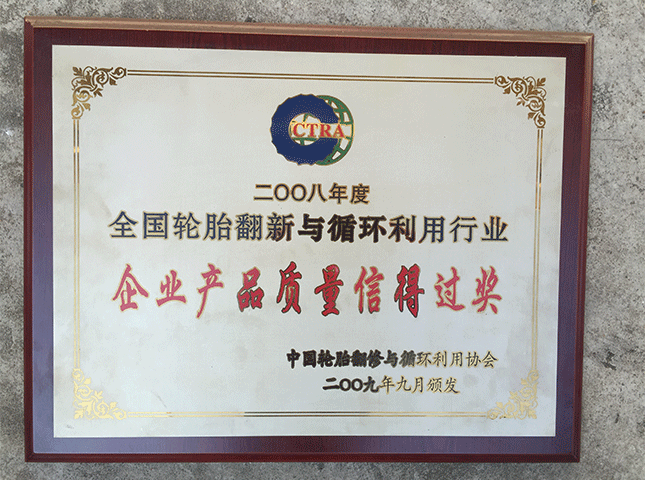 CTRA
二〇〇八年度
全国轮胎翻新与循环利用行业
企业产品质量信得过奖
中国轮胎翻修与循环利用协会
二〇〇九年九月颁发